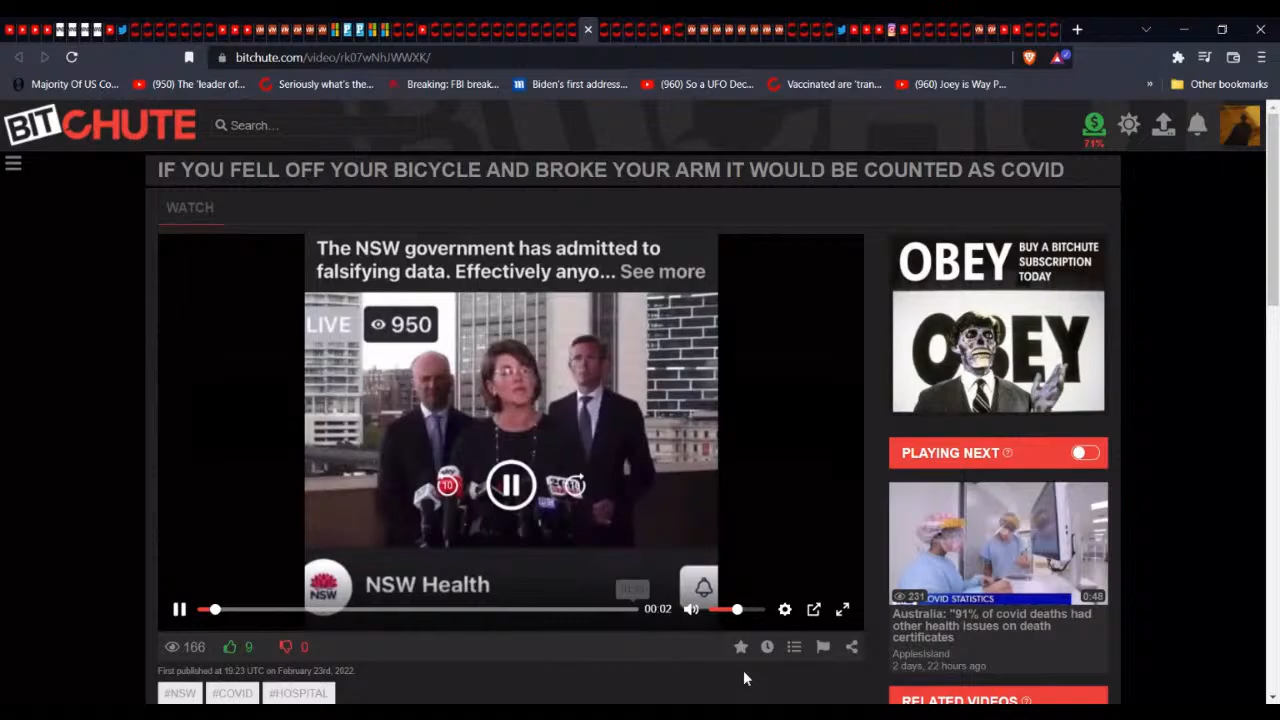 bitchute.com/video/rk07wNhJWWXK/
Majority Of US Co...
(950) The 'leader of...
Seriously what's the...
Breaking: FBI break...
Biden's first address...
(960) So a UFO Dec...
Vaccinated are 'tran...
(960) Joey is Way P...
»
Other bookmarks
BITCHUTE
Search...
71%
IF YOU FELL OFF YOUR BICYCLE AND BROKE YOUR ARM IT WOULD BE COUNTED AS COVID
WATCH
The NSW government has admitted to
falsifying data. Effectively anyo... See more
LIVE 950
10
10
NSW
NSW Health
00:02
166 9 0
First published at 19:23 UTC on February 23rd, 2022.
#NSW #COVID #HOSPITAL
OBEY BUY A BITCHUTE
SUBSCRIPTION
TODAY
OBEY
PLAYING NEXT
231
OVID STATISTICS
0:48
Australia: "91% of covid deaths had
other health issues on death
certificates
ApplesIsland
2 days, 22 hours ago
RELATED VIDEOS